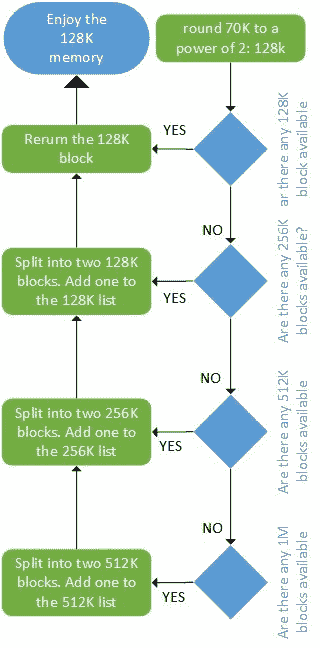 Enjoy the
128K
memory
round 70K to a
power of 2: 128k
YES
Rerurn the 128K
block
ar there any 128K
block available
NO
Split into two 128K
blocks. Add one to
the 128K list
YES
Are there any 256K
blocks available?
NO
Split into two 256K
blocks. Add one to
the 256K list
YES
Are there any 512K
blocks available
NO
Split into two 512K
blocks. Add one to
the 512K list
YES
Are there any 1M
blocks available